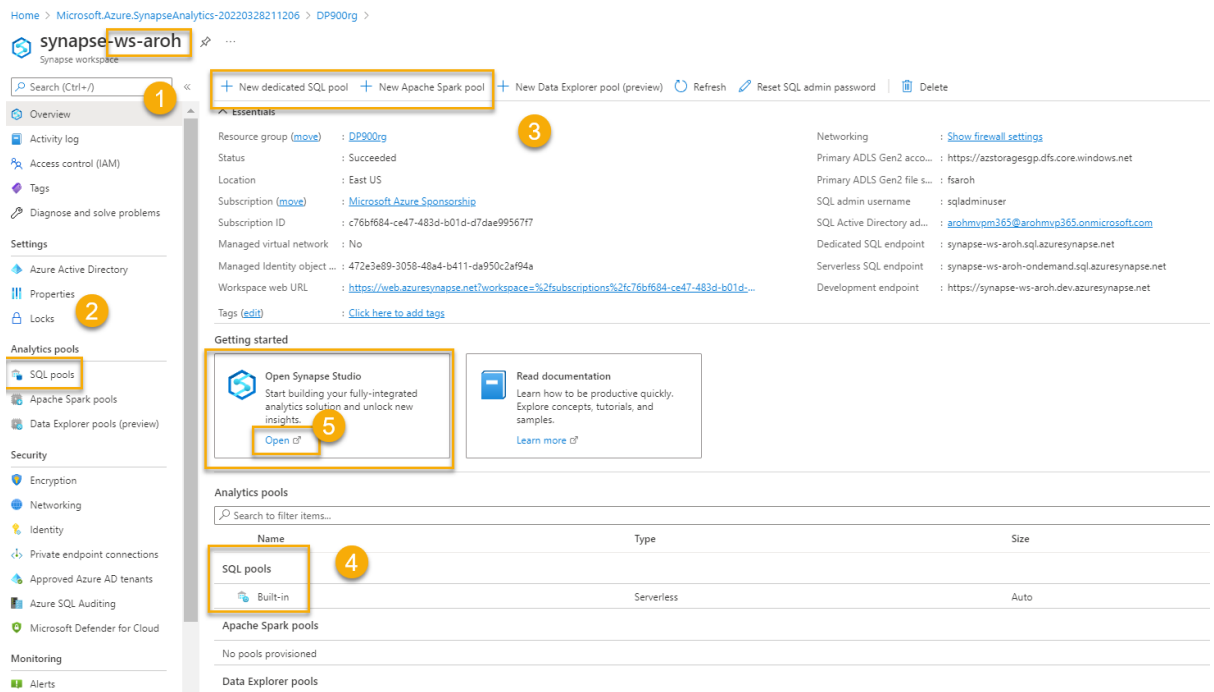 Home > Microsoft.Azure.SynapseAnalytics-20220328211206 > DP900rg >
synapse-ws-aroh ...
Synapse workspace
Search (Ctrl+/) «
1
Overview
Activity log
Access control (IAM)
Tags
Diagnose and solve problems
Settings
Azure Active Directory
Properties
Locks
2
Analytics pools
SQL pools
Apache Spark pools
Data Explorer pools (preview)
Security
Encryption
Networking
Identity
Private endpoint connections
Approved Azure AD tenants
Azure SQL Auditing
Microsoft Defender for Cloud
Monitoring
Alerts
+ New dedicated SQL pool + New Apache Spark pool + New Data Explorer pool (preview) Refresh Reset SQL admin password Delete
3
Essentials
Resource group (move) : DP900rg
Status : Succeeded
Location : East US
Subscription (move) : Microsoft Azure Sponsorship
Subscription ID : c76bf684-ce47-483d-b01d-d7dae99567f7
Managed virtual network : No
Managed Identity object ... : 472e3e89-3058-48a4-b411-da950c2af94a
Workspace web URL : https://web.azuresynapse.net?workspace=%2fsubscriptions%2fc76bf684-ce47-483d-b01d-...
Tags (edit) : Click here to add tags
Networking : Show firewall settings
Primary ADLS Gen2 acco... : https://azstoragesgp.dfs.core.windows.net
Primary ADLS Gen2 file s... : fsaroh
SQL admin username : sqladminuser
SQL Active Directory ad... : arohmvpm365@arohmvp365.onmicrosoft.com
Dedicated SQL endpoint : synapse-ws-aroh.sql.azuresynapse.net
Serverless SQL endpoint : synapse-ws-aroh-ondemand.sql.azuresynapse.net
Development endpoint : https://synapse-ws-aroh.dev.azuresynapse.net
Getting started
Open Synapse Studio
Start building your fully-integrated
analytics solution and unlock new
insights.
Open
5
Read documentation
Learn how to be productive quickly.
Explore concepts, tutorials, and
samples.
Learn more
Analytics pools
Search to filter items...
Name Type Size
SQL pools
4
Built-in Serverless Auto
Apache Spark pools
No pools provisioned
Data Explorer pools